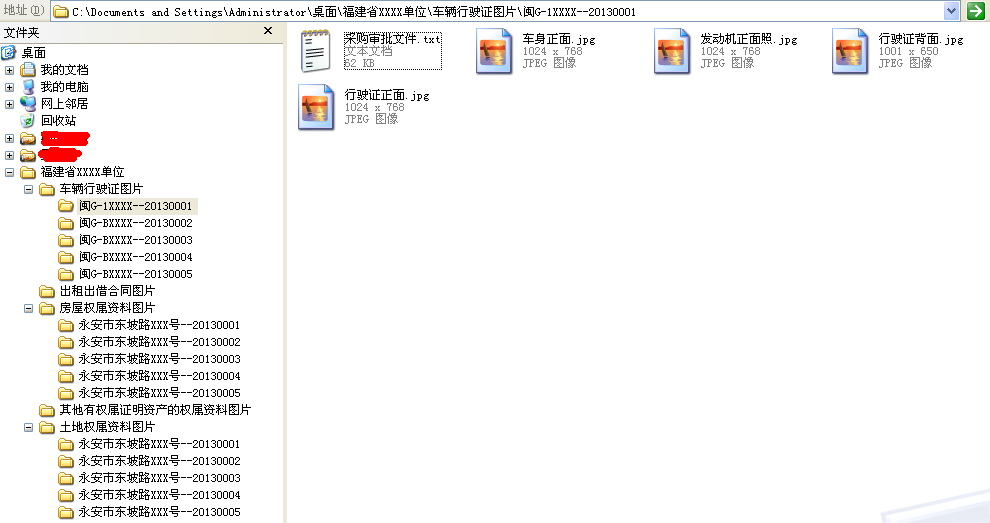 地址(D) C:\Documents and Settings\Administrator\桌面\福建省XXXX单位\车辆行驶证图片\闽G-1XXXX--20130001
文件夹
桌面
我的文档
我的电脑
网上邻居
回收站
福建省XXXX单位
车辆行驶证图片
闽G-1XXXX--20130001
闽G-BXXXX--20130002
闽G-BXXXX--20130003
闽G-BXXXX--20130004
闽G-BXXXX--20130005
出租出借合同图片
房屋权属资料图片
永安市东坡路XXX号--20130001
永安市东坡路XXX号--20130002
永安市东坡路XXX号--20130003
永安市东坡路XXX号--20130004
永安市东坡路XXX号--20130005
其他有权属证明资产的权属资料图片
土地权属资料图片
永安市东坡路XXX号--20130001
永安市东坡路XXX号--20130002
永安市东坡路XXX号--20130003
永安市东坡路XXX号--20130004
永安市东坡路XXX号--20130005
采购审批文件.txt
文本文档
62 KB
车身正面.jpg
1024 x 768
JPEG 图像
发动机正面照.jpg
1024 x 768
JPEG 图像
行驶证背面.jpg
1001 x 650
JPEG 图像
行驶证正面.jpg
1024 x 768
JPEG 图像